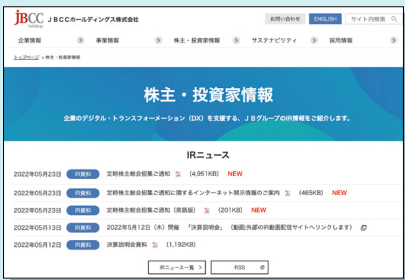 JBCC holdings JBCCホールディングス株式会社
お問い合わせ ENGLISH サイト内検索
企業情報 事業情報 株主・投資家情報 サステナビリティ 採用情報
トップページ > 株主・投資家情報
株主・投資家情報
企業のデジタル・トランスフォーメーション（DX）を支援する、JBグループのIR情報をご紹介します。
IRニュース
2022年05月23日 IR資料 定時株主総会招集ご通知 (4,951KB) NEW
2022年05月23日 IR資料 定時株主総会招集ご通知に関するインターネット開示情報のご案内 (465KB) NEW
2022年05月23日 IR資料 定時株主総会招集ご通知（英語版） (201KB) NEW
2022年05月13日 IR資料 2022年5月12日（木）開催 「決算説明会」（動画:外部のIR動画配信サイトへリンクします）
2022年05月12日 IR資料 決算説明会資料 (1,192KB)
IRニュース一覧 > RSS